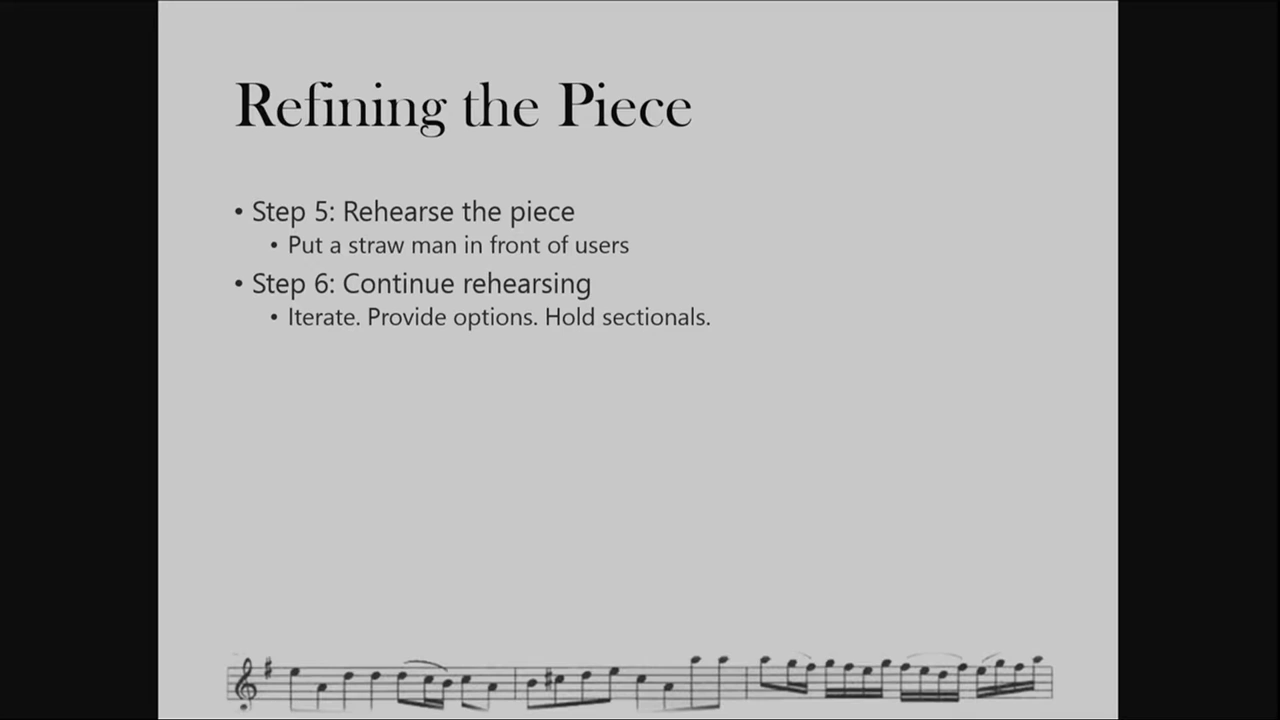 Refining the Piece
• Step 5: Rehearse the piece
• Put a straw man in front of users
• Step 6: Continue rehearsing
• Iterate. Provide options. Hold sectionals.